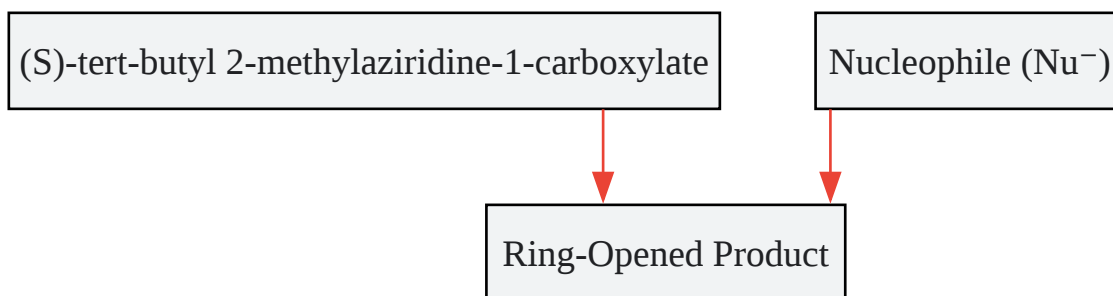 (S)-tert-butyl 2-methylaziridine-1-carboxylate
Nucleophile (Nu⁻)
Ring-Opened Product